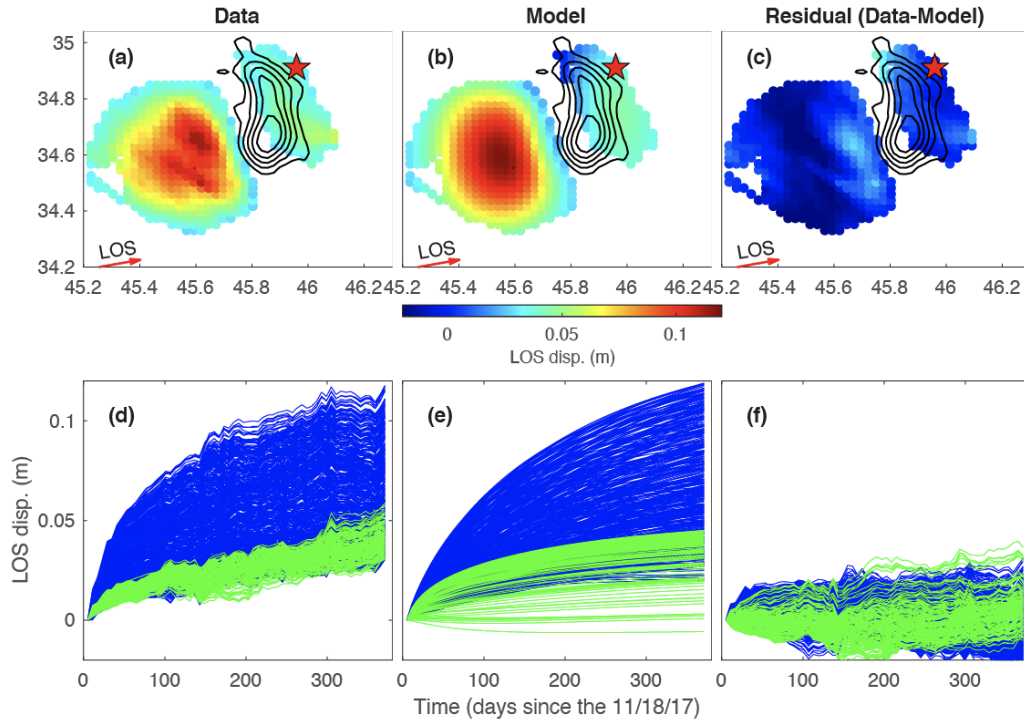 Data Model Residual (Data-Model)
35 (a) (b) (c)
34.8
34.6
34.4
LOS LOS LOS
34.2
45.2 45.4 45.6 45.8 46 46.2 45.2 45.4 45.6 45.8 46 46.2 45.2 45.4 45.6 45.8 46 46.2
0 0.05 0.1
LOS disp. (m)
(d) (e) (f)
0.1
0.05
0
LOS disp. (m)
0 100 200 300 0 100 200 300 0 100 200 300
Time (days since the 11/18/17)